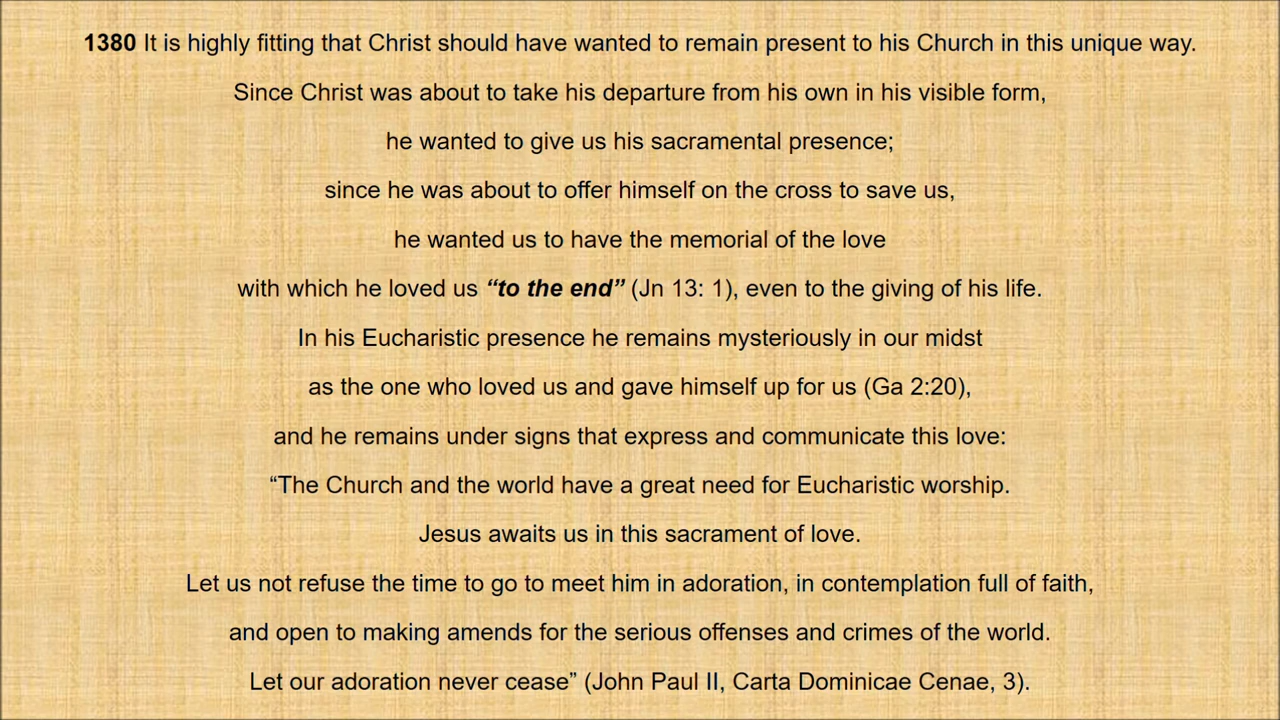 1380 It is highly fitting that Christ should have wanted to remain present to his Church in this unique way.
Since Christ was about to take his departure from his own in his visible form,
he wanted to give us his sacramental presence;
since he was about to offer himself on the cross to save us,
he wanted us to have the memorial of the love
with which he loved us “to the end” (Jn 13: 1), even to the giving of his life.
In his Eucharistic presence he remains mysteriously in our midst
as the one who loved us and gave himself up for us (Ga 2:20),
and he remains under signs that express and communicate this love:
“The Church and the world have a great need for Eucharistic worship.
Jesus awaits us in this sacrament of love.
Let us not refuse the time to go to meet him in adoration, in contemplation full of faith,
and open to making amends for the serious offenses and crimes of the world.
Let our adoration never cease” (John Paul II, Carta Dominicae Cenae, 3).